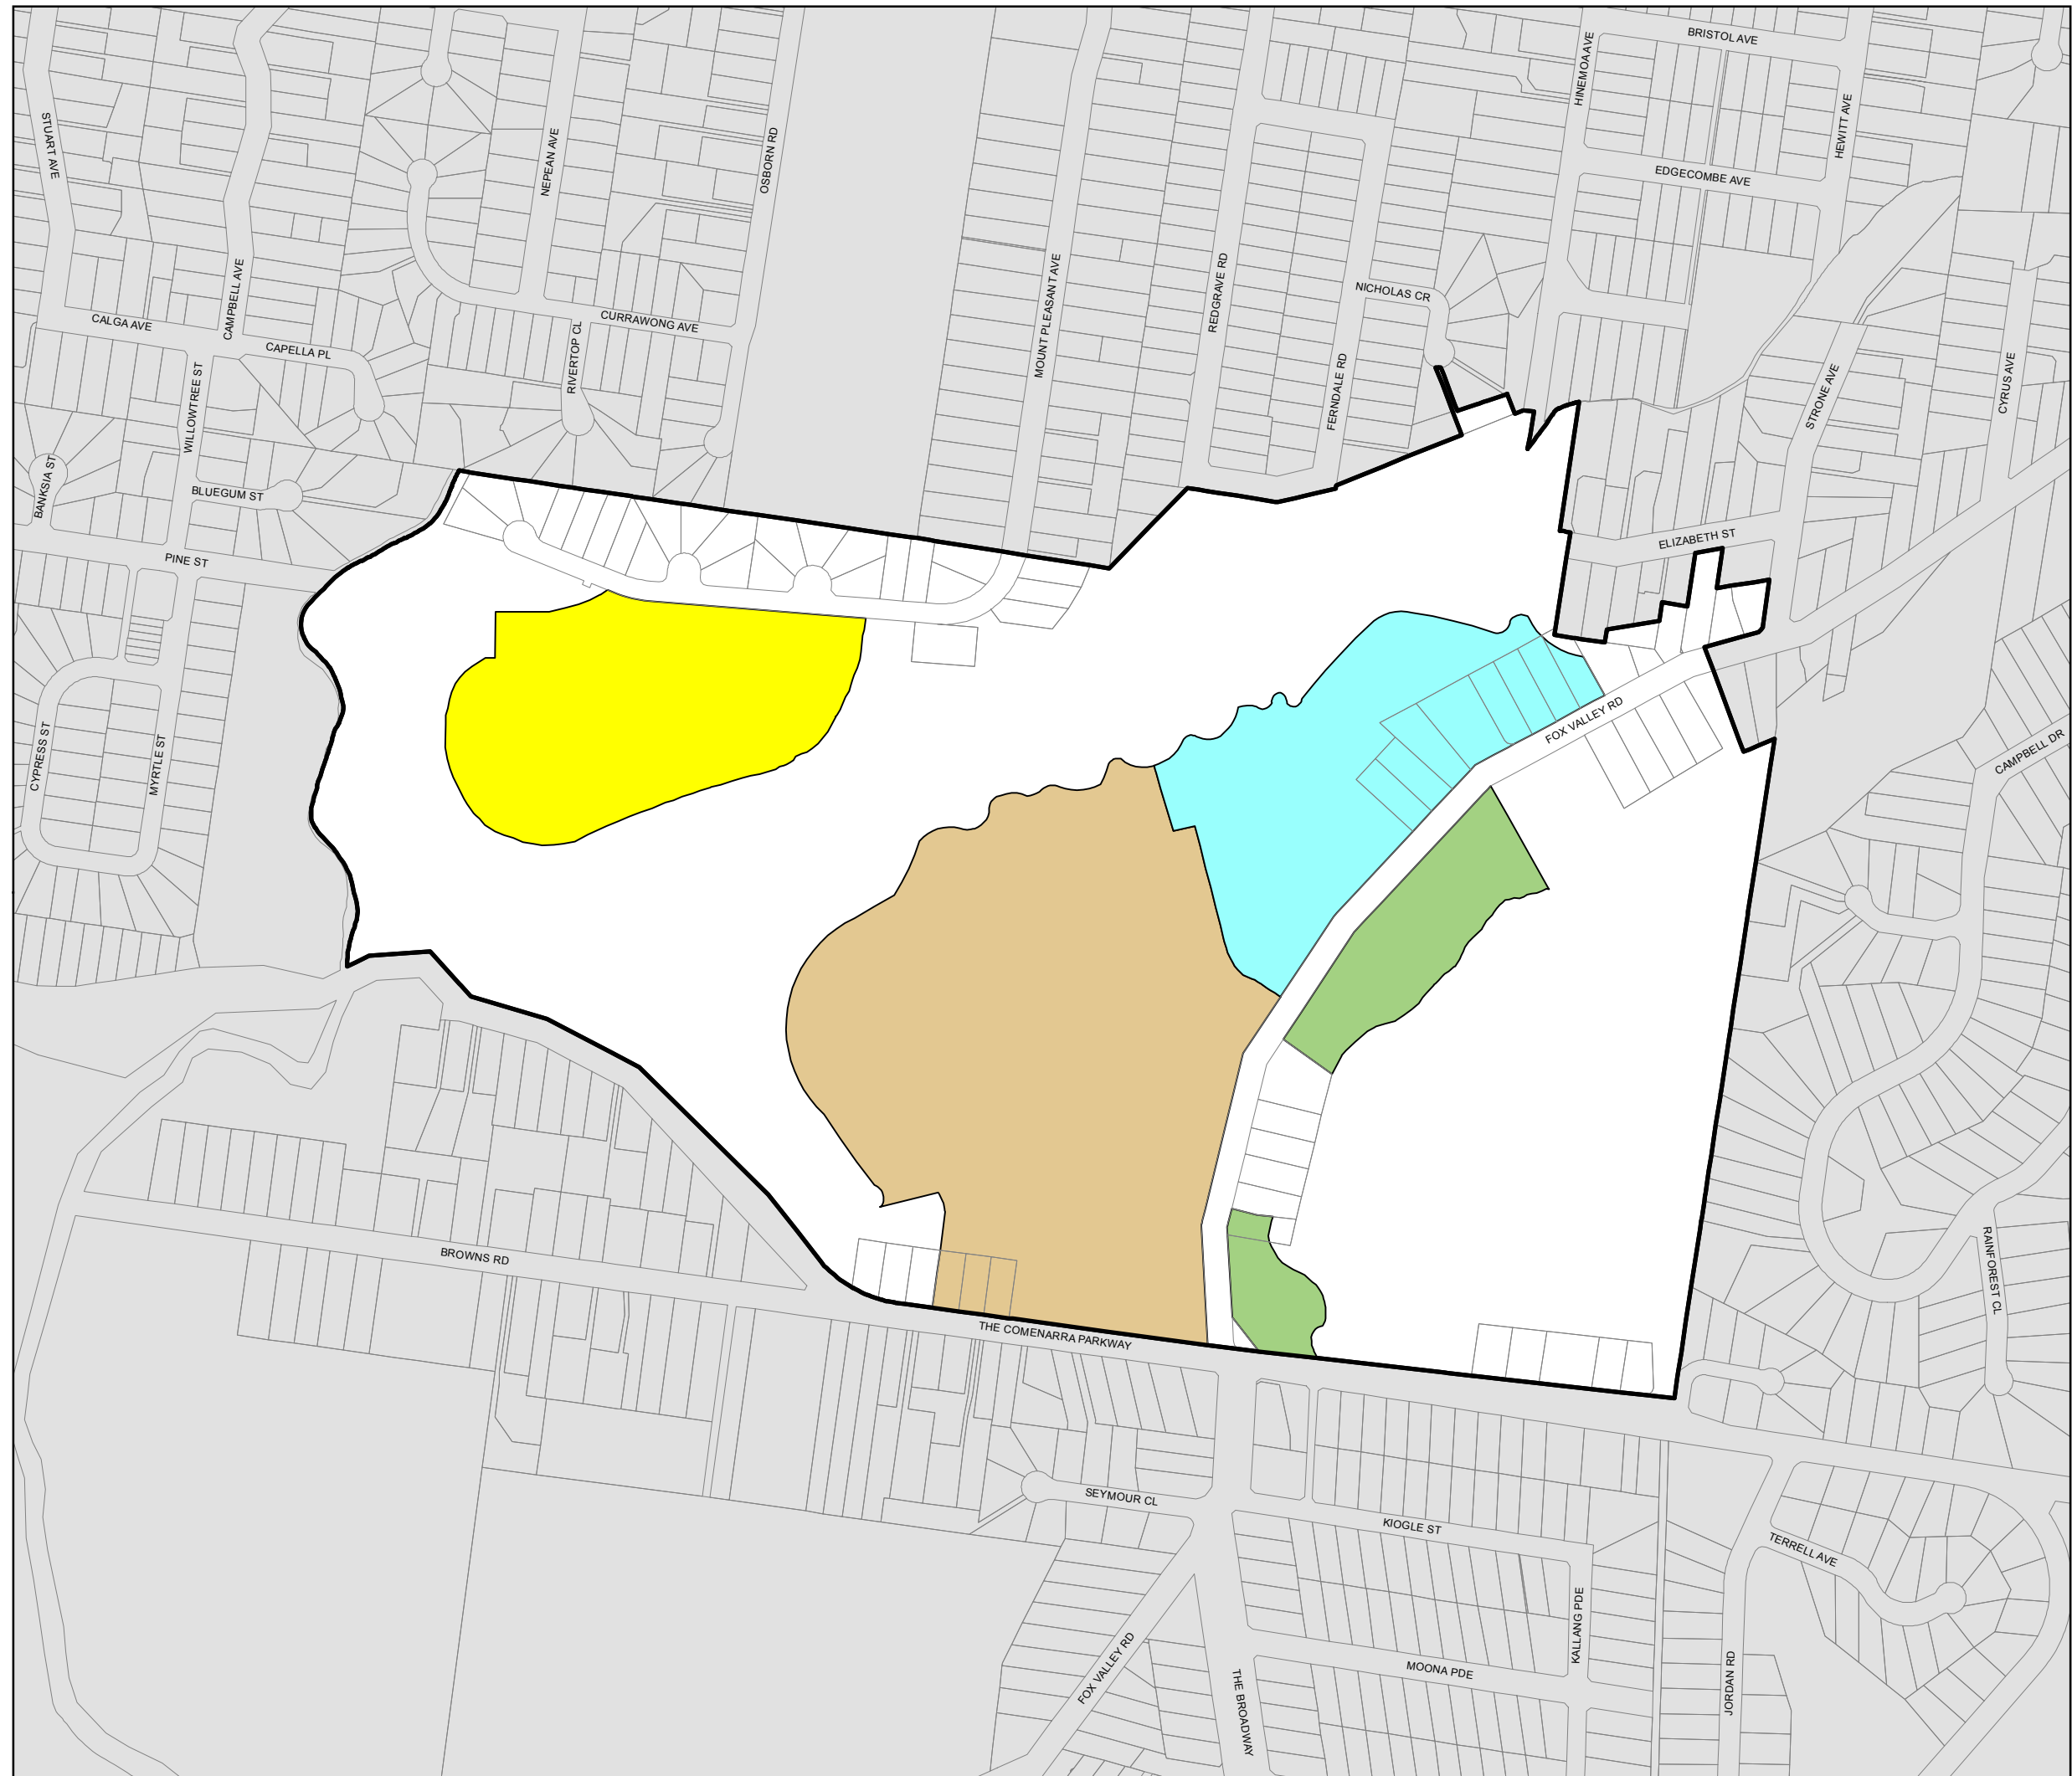 BRISTOL AVE
HINEMOA AVE
HEWITT AVE
STUART AVE
NEPEAN AVE
OSBORN RD
EDGECOMBE AVE
CAMPBELL AVE
MOUNT PLEASANT AVE
REDGRAVE RD
NICHOLAS CR
CALGA AVE
CURRAWONG AVE
CAPELLA PL
RIVERTOP CL
FERNDALE RD
STRONE AVE
CYRUS AVE
WILLOWTREE ST
BANKSIA ST
BLUEGUM ST
ELIZABETH ST
PINE ST
FOX VALLEY RD
CAMPBELL DR
CYPRESS ST
MYRTLE ST
BROWNS RD
RAINFOREST CL
THE COMENARRA PARKWAY
SEYMOUR CL
KIOGLE ST
TERRELL AVE
KALLANG PDE
FOX VALLEY RD
MOONA PDE
JORDAN RD
THE BROADWAY